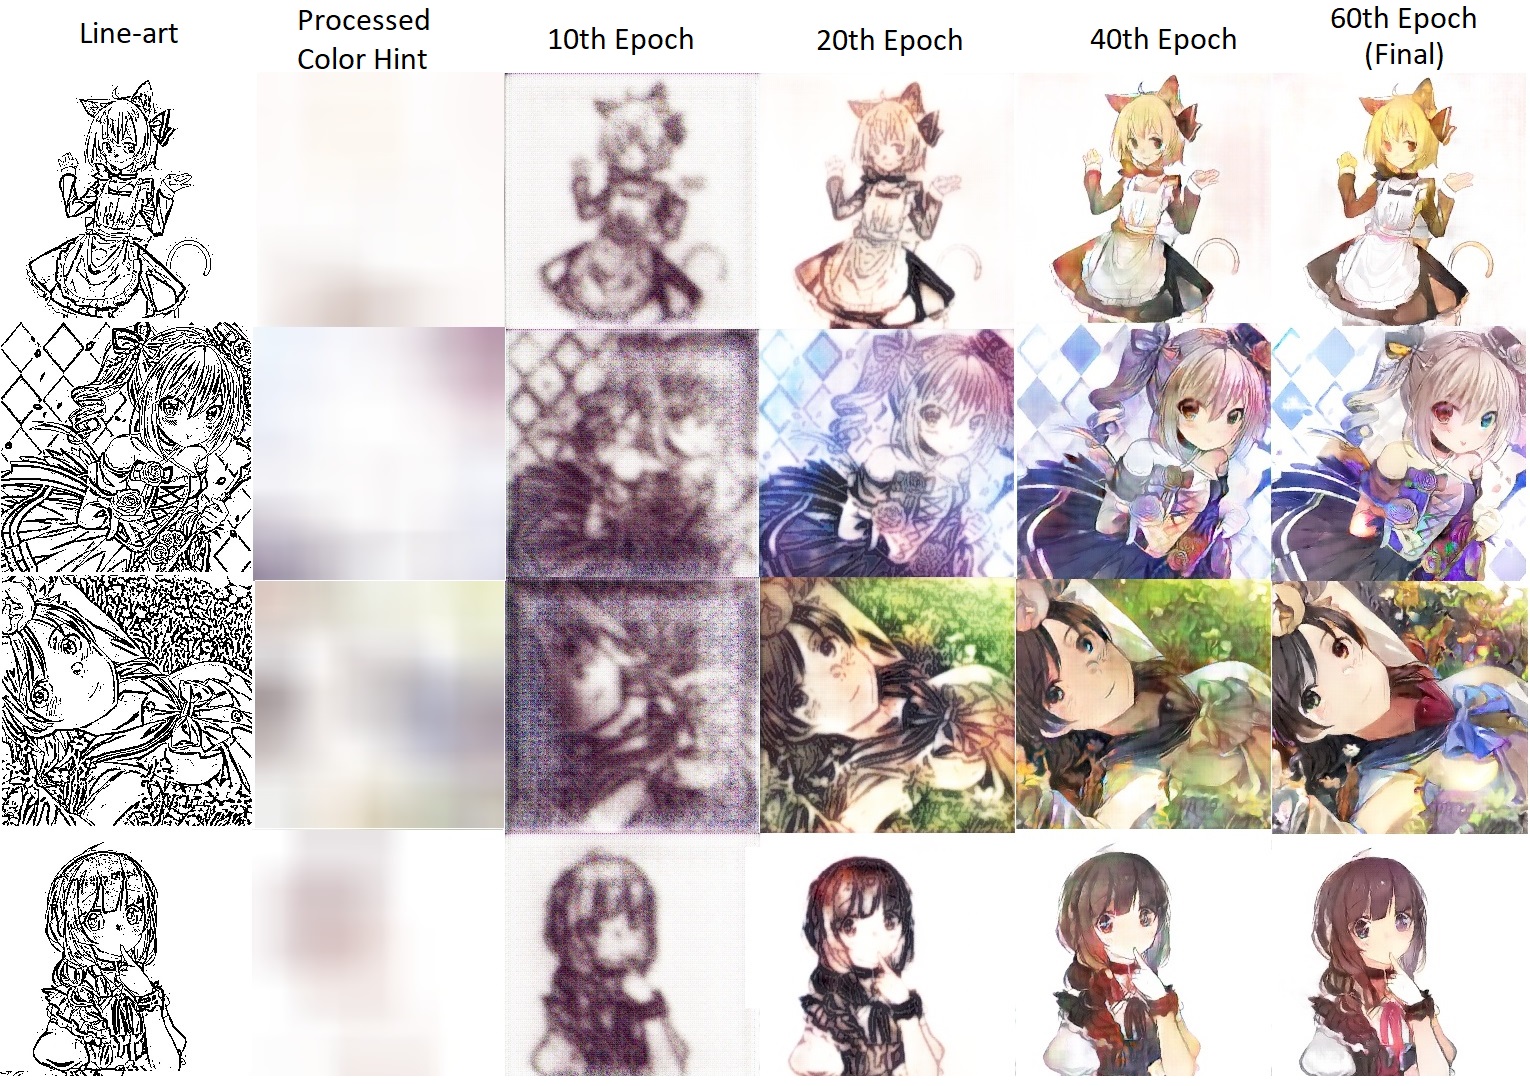 Line-art
Processed
Color Hint
10th Epoch
20th Epoch
40th Epoch
60th Epoch
(Final)